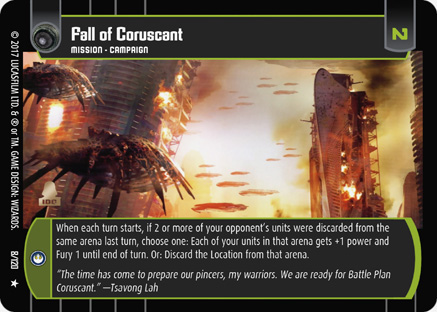 Fall of Coruscant
MISSION • CAMPAIGN
N
When each turn starts, if 2 or more of your opponent's units were discarded from the
same arena last turn, choose one: Each of your units in that arena gets +1 power and
Fury 1 until end of turn. Or: Discard the Location from that arena.
"The time has come to prepare our pincers, my warriors. We are ready for Battle Plan
Coruscant." —Tsavong Lah
© 2017 LUCASFILM LTD. & ® OR TM. GAME DESIGN: WIZARDS.